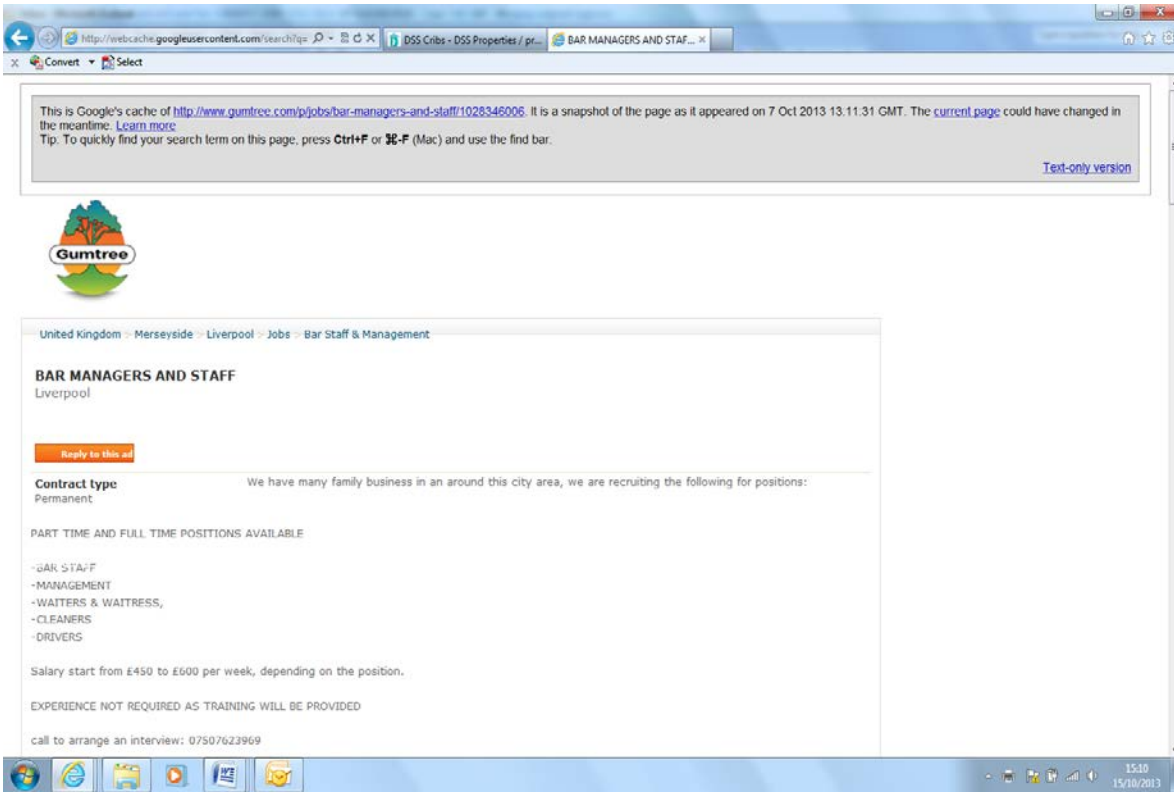 http://webcache.googleusercontent.com/search?q=
DSS Cribs - DSS Properties / pr...
BAR MANAGERS AND STAF...
x Convert Select
This is Google's cache of http://www.gumtree.com/p/jobs/bar-managers-and-staff/1028346006. It is a snapshot of the page as it appeared on 7 Oct 2013 13.11.31 GMT. The current page could have changed in
the meantime. Learn more
Tip. To quickly find your search term on this page, press Ctrl+F or ⌘-F (Mac) and use the find bar.
Text-only version
Gumtree
United Kingdom > Merseyside > Liverpool > Jobs > Bar Staff & Management
BAR MANAGERS AND STAFF
Liverpool
Reply to this ad
Contract type We have many family business in an around this city area, we are recruiting the following for positions:
Permanent
PART TIME AND FULL TIME POSITIONS AVAILABLE
-BAR STAFF
-MANAGEMENT
-WAITERS & WAITRESS,
-CLEANERS
-DRIVERS
Salary start from £450 to £600 per week, depending on the position.
EXPERIENCE NOT REQUIRED AS TRAINING WILL BE PROVIDED
call to arrange an interview: 07507623969
15:10
15/10/2013